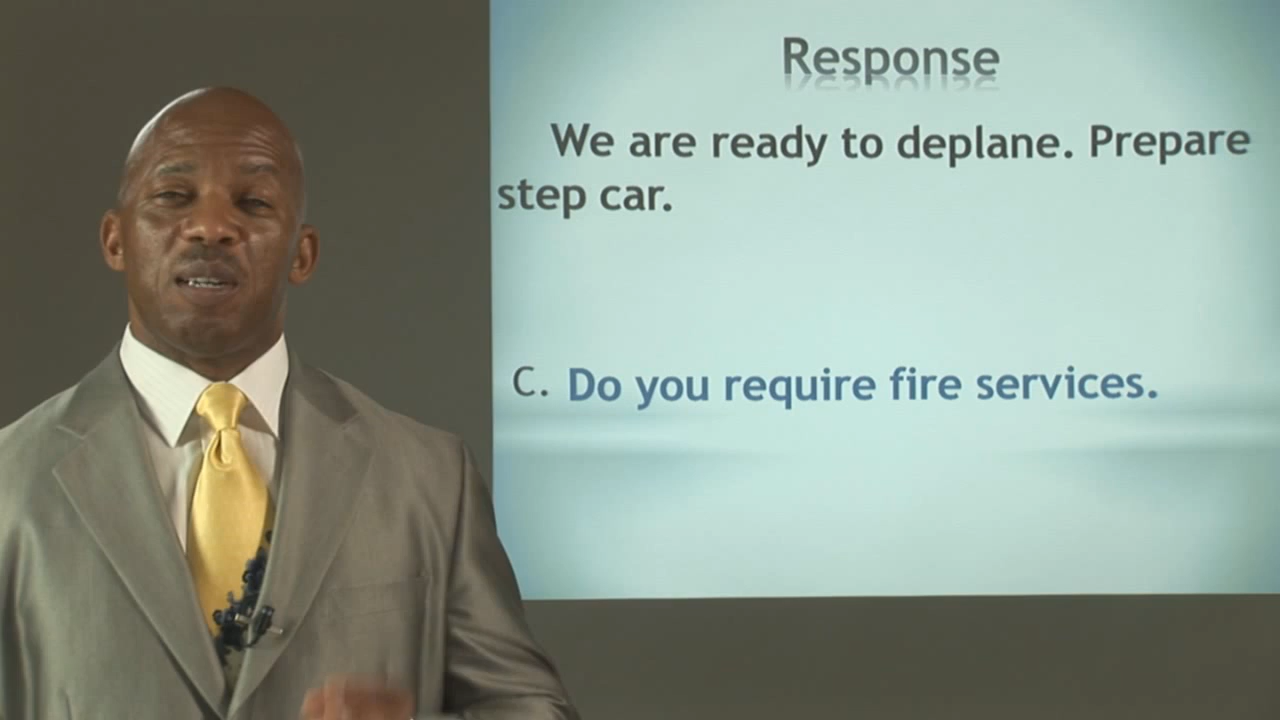 Response
We are ready to deplane. Prepare
step car.
C. Do you require fire services.